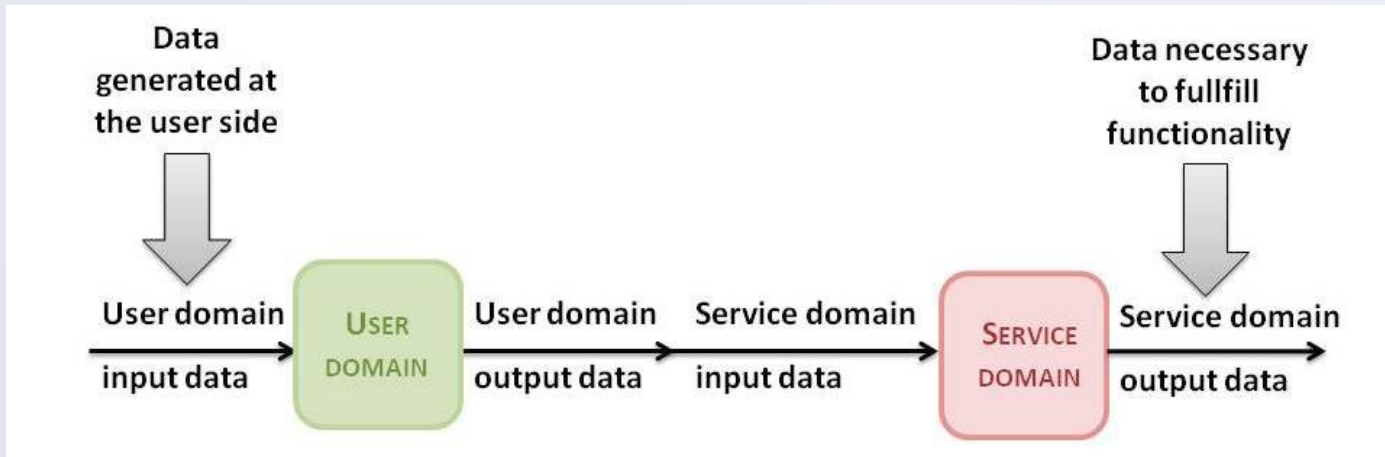 Data
generated at
the user side
Data necessary
to fullfill
functionality
User domain
input data
USER
DOMAIN
User domain
output data
Service domain
input data
SERVICE
DOMAIN
Service domain
output data